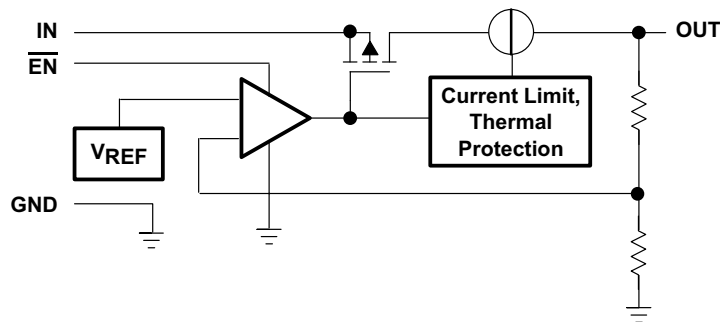 IN
OUT
EN
Current Limit,
Thermal
Protection
VREF
GND